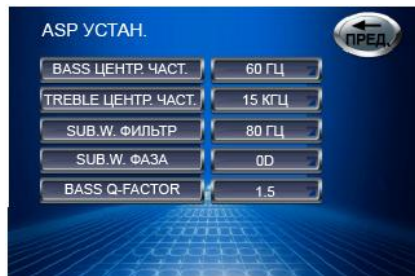 ASP УСТАН.
ПРЕД.
BASS ЦЕНТР. ЧАСТ. 60 ГЦ
TREBLE ЦЕНТР. ЧАСТ. 15 КГЦ
SUB.W. ФИЛЬТР 80 ГЦ
SUB.W. ФАЗА 0D
BASS Q-FACTOR 1.5